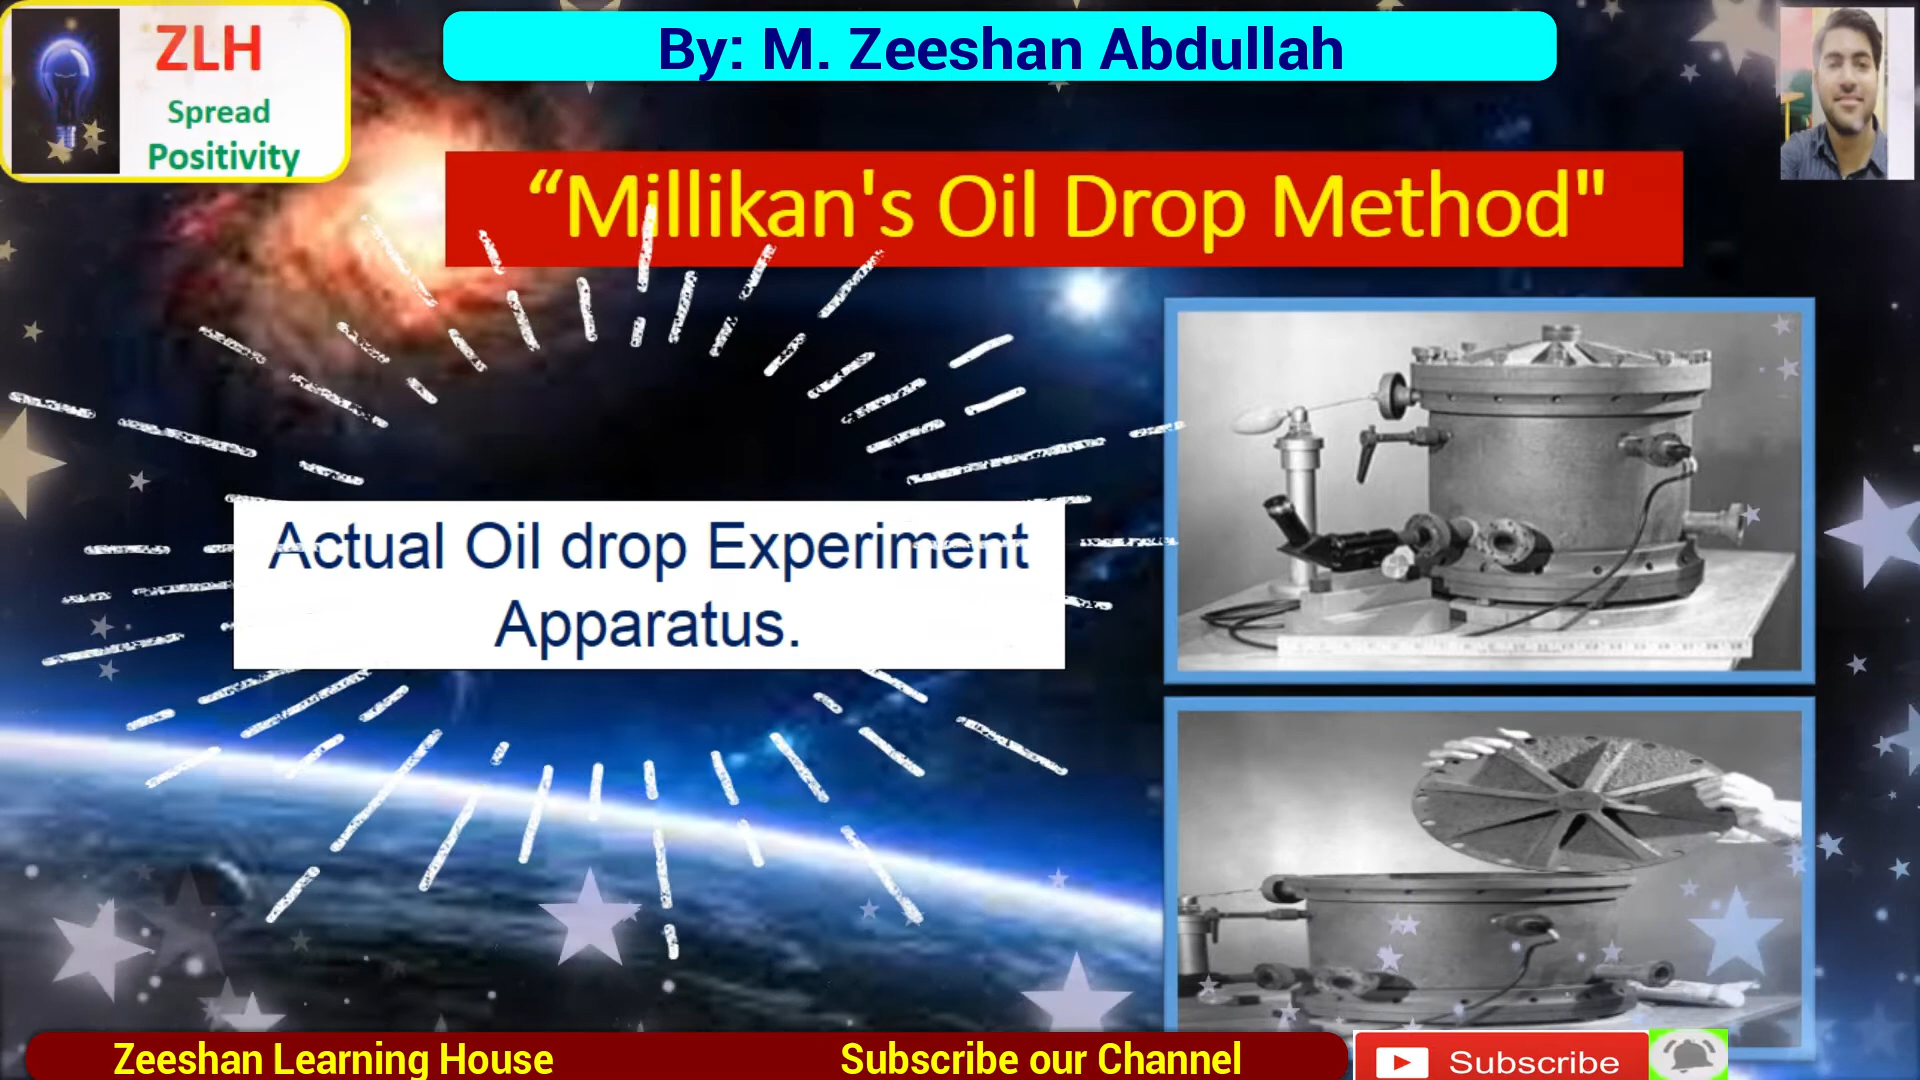 ZLH
Spread
Positivity
By: M. Zeeshan Abdullah
“Millikan's Oil Drop Method"
Actual Oil drop Experiment
Apparatus.
Zeeshan Learning House
Subscribe our Channel
Subscribe